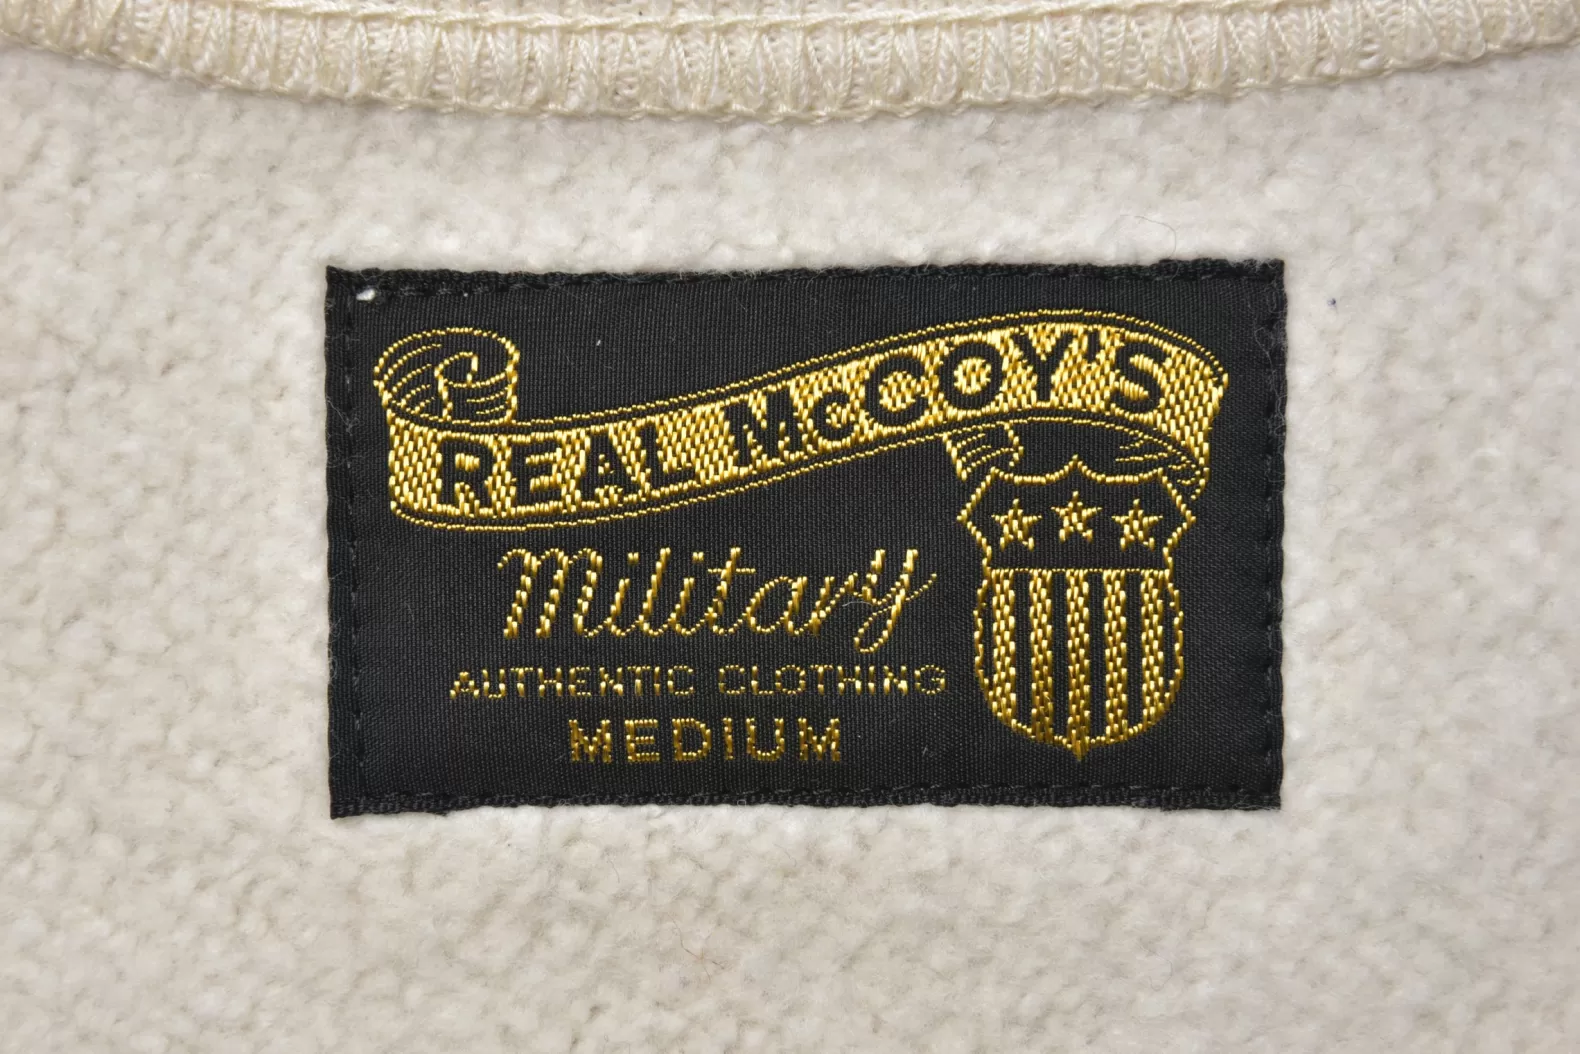 REAL McCOY'S
Military
AUTHENTIC CLOTHING
MEDIUM